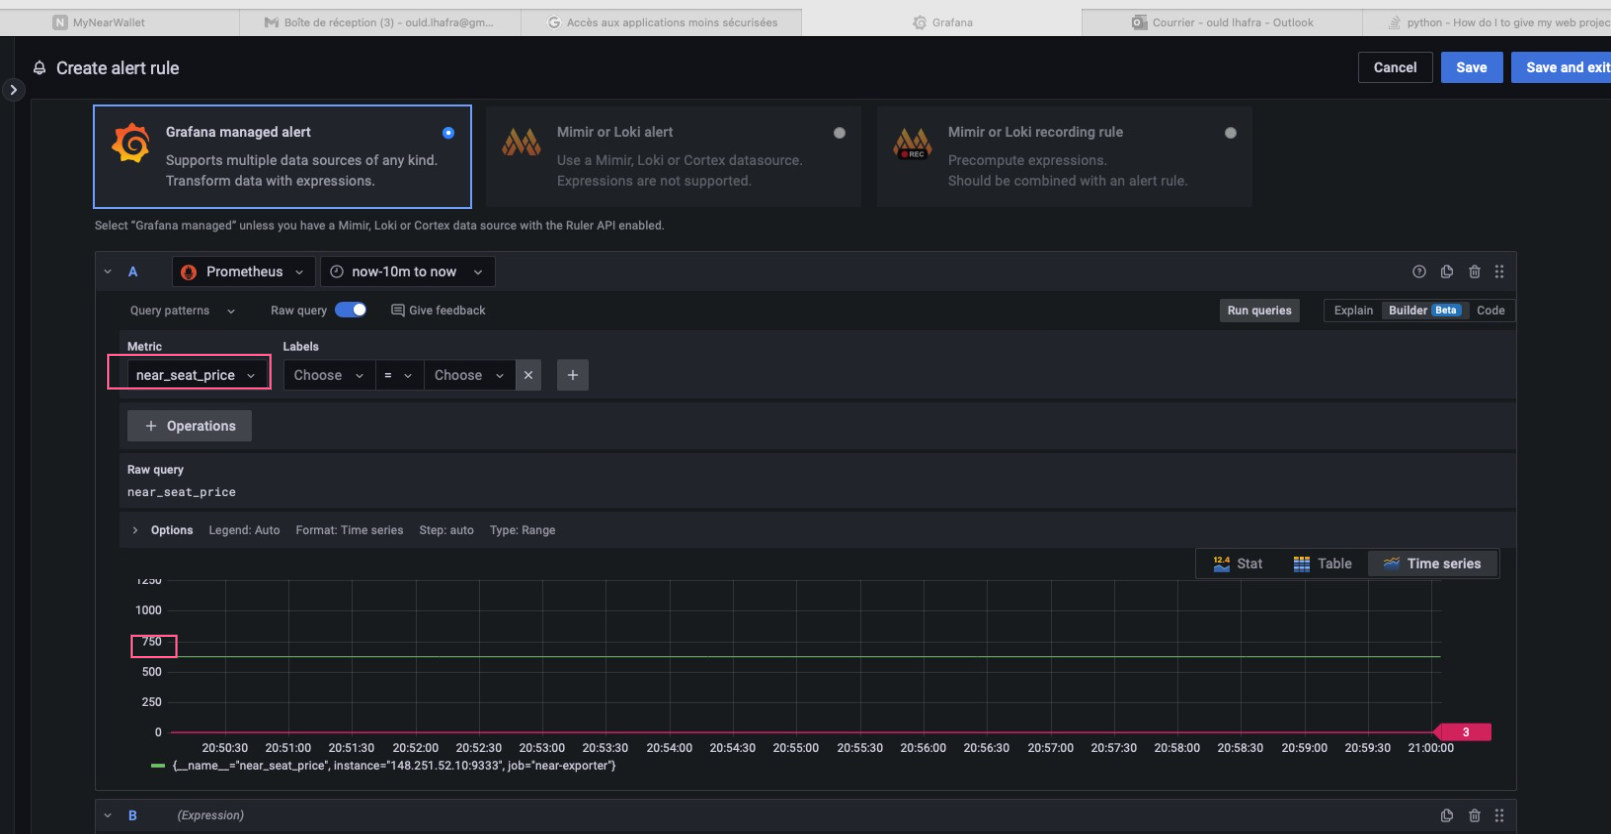 MyNearWallet
Boîte de réception (3) - ould.lhafra@gm...
Accès aux applications moins sécurisées
Grafana
Courrier - ould lhafra - Outlook
python - How do I to give my web projec
Create alert rule
Cancel
Save
Save and exit
Grafana managed alert
Supports multiple data sources of any kind.
Transform data with expressions.
Mimir or Loki alert
Use a Mimir, Loki or Cortex datasource.
Expressions are not supported.
REC
Mimir or Loki recording rule
Precompute expressions.
Should be combined with an alert rule.
Select “Grafana managed” unless you have a Mimir, Loki or Cortex data source with the Ruler API enabled.
A
Prometheus
now-10m to now
Query patterns
Raw query
Give feedback
Run queries
Explain
Builder
Beta
Code
Metric
Labels
near_seat_price
Choose
=
Choose
+ Operations
Raw query
near_seat_price
Options
Legend: Auto
Format: Time series
Step: auto
Type: Range
12.4
Stat
Table
Time series
1250
1000
750
500
250
0
3
20:50:30 20:51:00 20:51:30 20:52:00 20:52:30 20:53:00 20:53:30 20:54:00 20:54:30 20:55:00 20:55:30 20:56:00 20:56:30 20:57:00 20:57:30 20:58:00 20:58:30 20:59:00 20:59:30 21:00:00
{__name__="near_seat_price", instance="148.251.52.10:9333", job="near-exporter"}
B
(Expression)